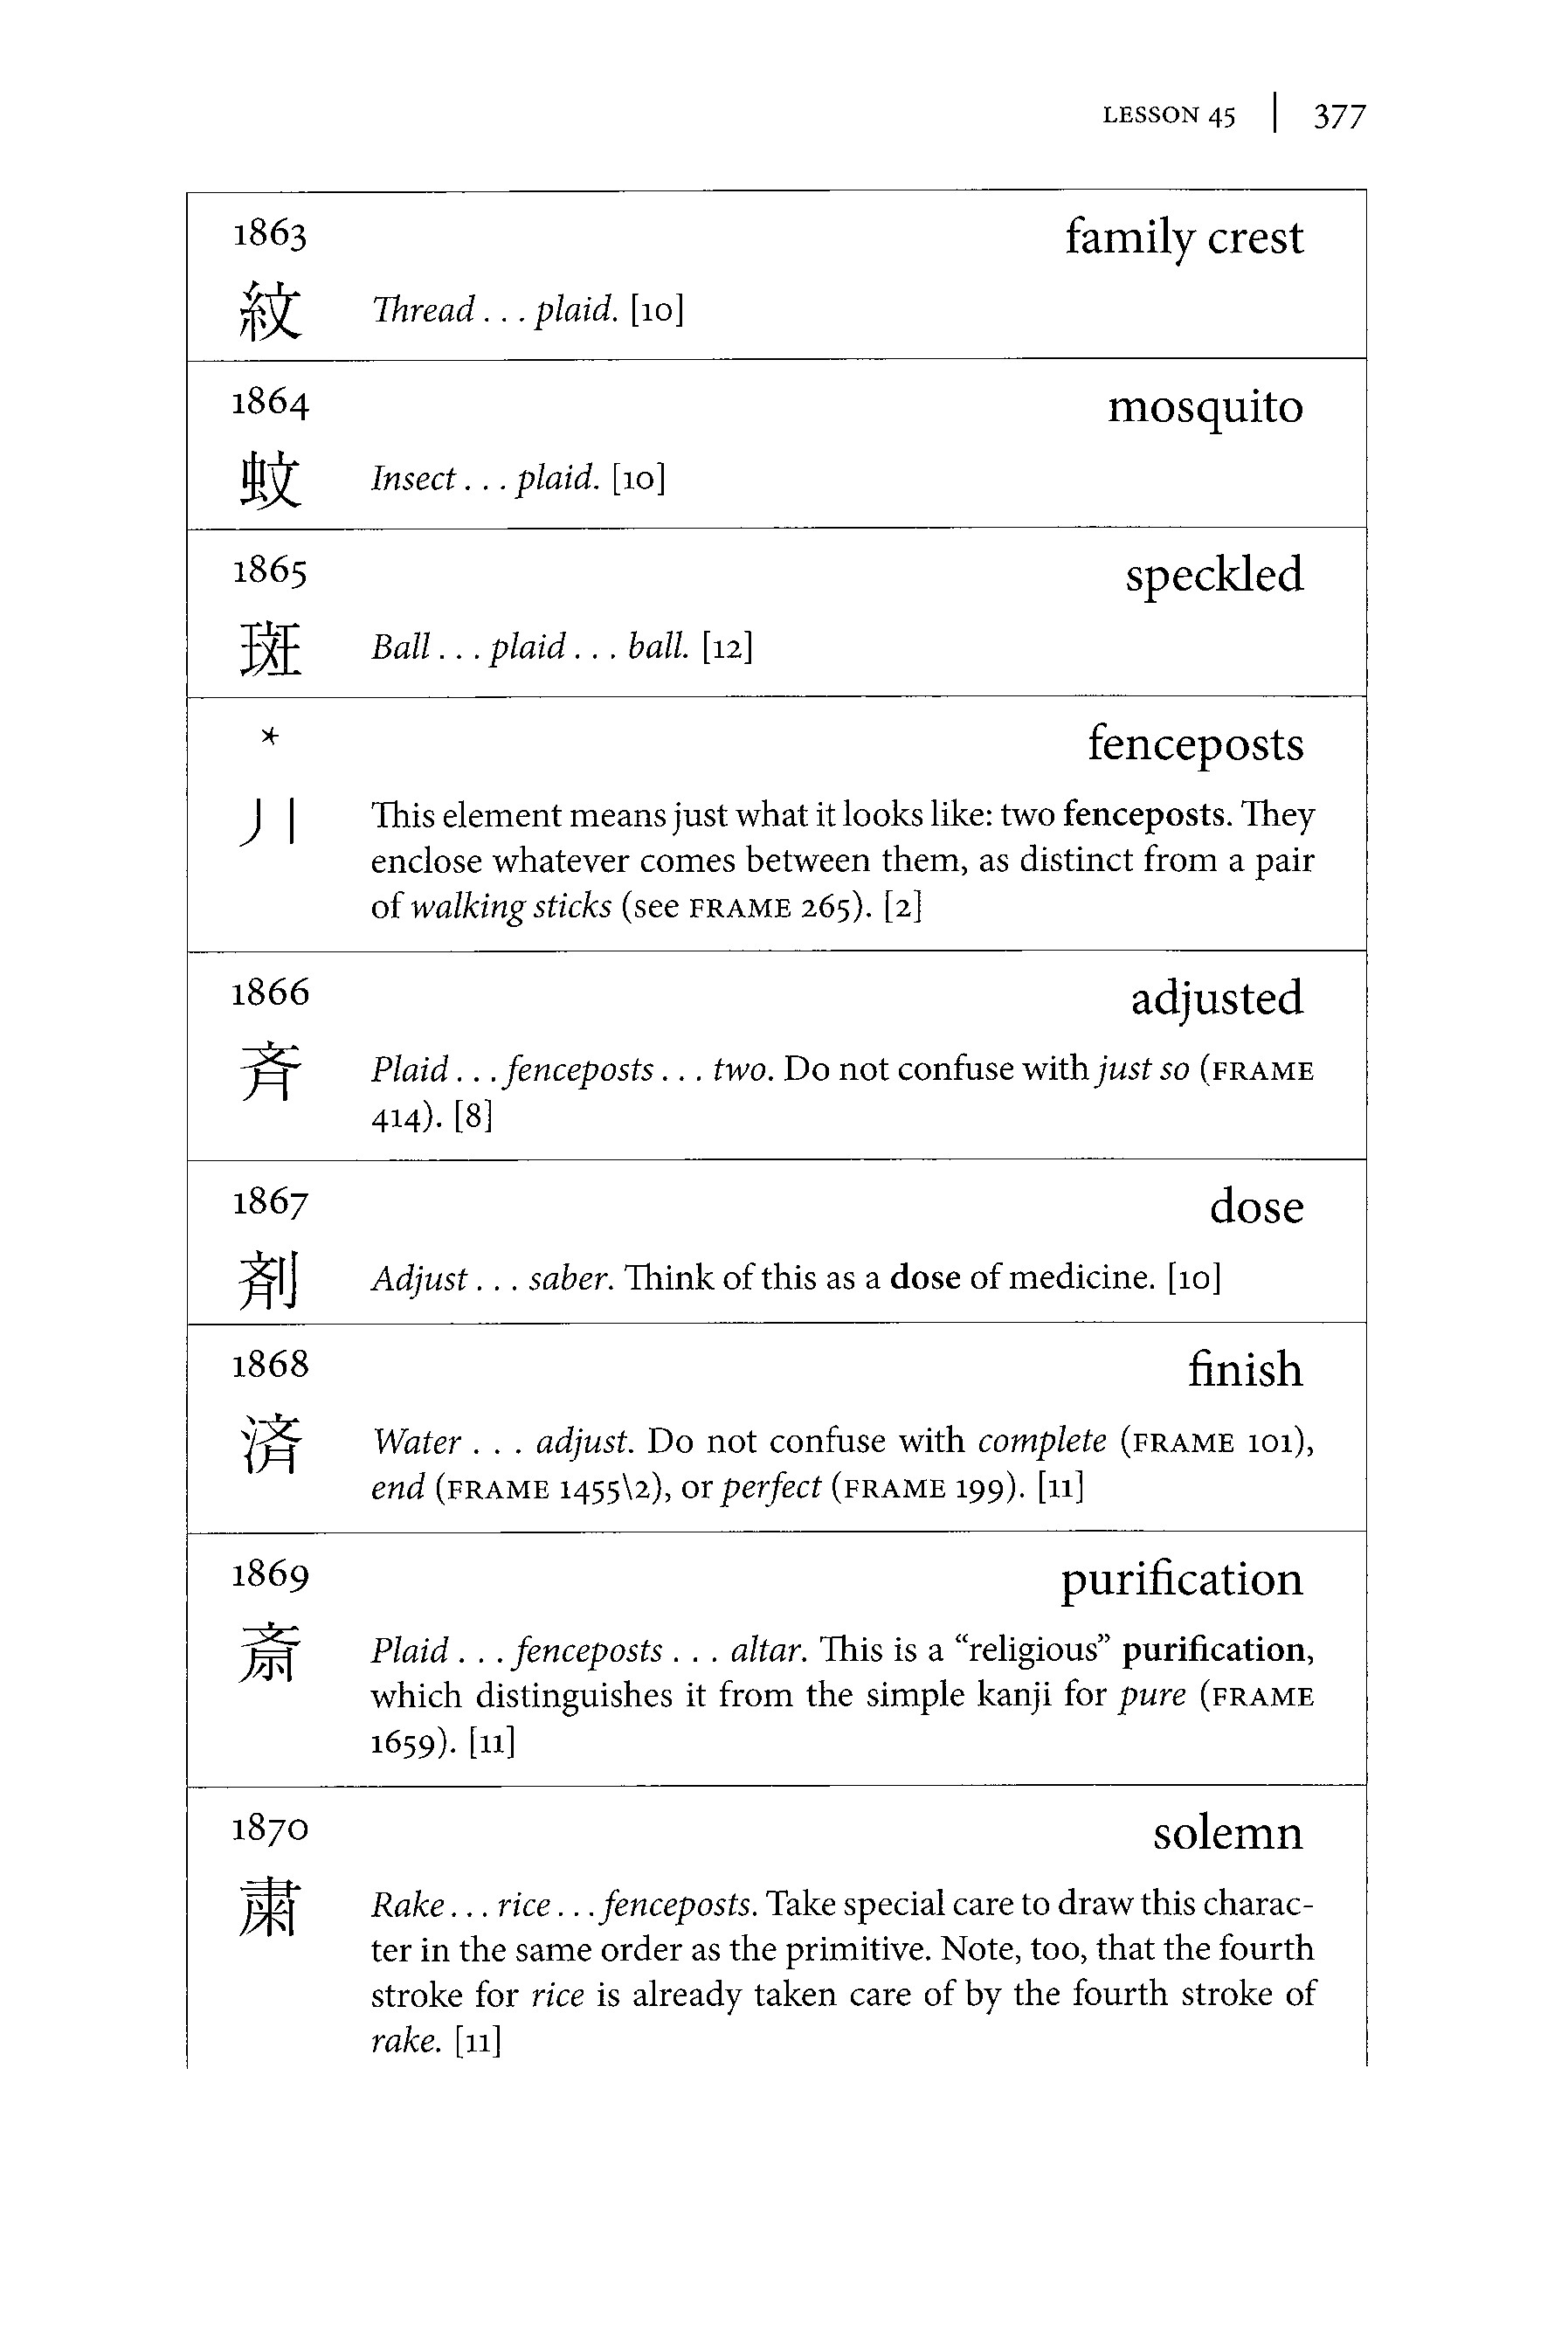 LESSON 45 | 377
1863 family crest
紋 Thread . . . plaid. [10]
1864 mosquito
蚊 Insect . . . plaid. [10]
1865 speckled
斑 Ball . . . plaid . . . ball. [12]
* fenceposts
丿丨 This element means just what it looks like: two fenceposts. They
enclose whatever comes between them, as distinct from a pair
of walking sticks (see FRAME 265). [2]
1866 adjusted
斉 Plaid . . . fenceposts . . . two. Do not confuse with just so (FRAME
414). [8]
1867 dose
剤 Adjust . . . saber. Think of this as a dose of medicine. [10]
1868 finish
済 Water . . . adjust. Do not confuse with complete (FRAME 101),
end (FRAME 1455\2), or perfect (FRAME 199). [11]
1869 purification
斎 Plaid . . . fenceposts . . . altar. This is a “religious” purification,
which distinguishes it from the simple kanji for pure (FRAME
1659). [11]
1870 solemn
粛 Rake . . . rice . . . fenceposts. Take special care to draw this charac-
ter in the same order as the primitive. Note, too, that the fourth
stroke for rice is already taken care of by the fourth stroke of
rake. [11]